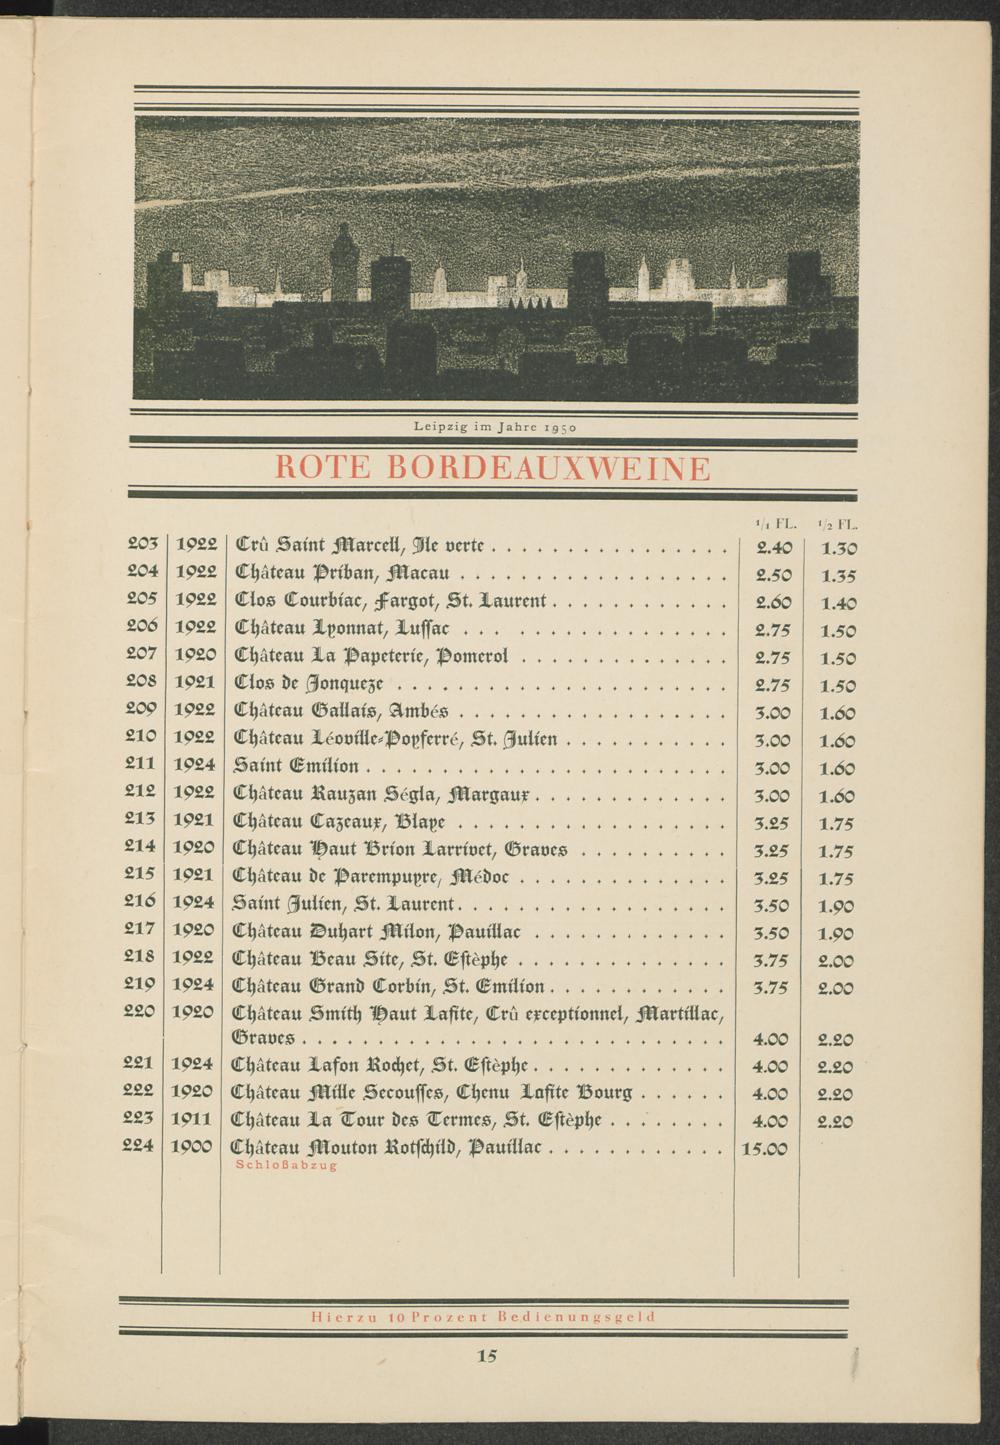 Leipzig im Jahre 1950
ROTE BORDEAUXWEINE
1/1 FL. 1/2 FL.
203 1922 Crû Saint Marcell, Ile verte . . . . . . . . . . . . . . . . 2.40 1.30
204 1922 Château Priban, Macau . . . . . . . . . . . . . . . . . . 2.50 1.35
205 1922 Clos Courbiac, Fargot, St. Laurent . . . . . . . . . . . . 2.60 1.40
206 1922 Château Lyonnat, Lussac . . . . . . . . . . . . . . . . . 2.75 1.50
207 1920 Château La Papeterie, Pomerol . . . . . . . . . . . . . . 2.75 1.50
208 1921 Clos de Jonqueze . . . . . . . . . . . . . . . . . . . . . . 2.75 1.50
209 1922 Château Gallais, Ambés . . . . . . . . . . . . . . . . . . 3.00 1.60
210 1922 Château Léoville-Poyferré, St. Julien . . . . . . . . . . . 3.00 1.60
211 1924 Saint Emilion . . . . . . . . . . . . . . . . . . . . . . . . 3.00 1.60
212 1922 Château Rauzan Ségla, Margaux . . . . . . . . . . . . . 3.00 1.60
213 1921 Château Cazeaux, Blaye . . . . . . . . . . . . . . . . . . 3.25 1.75
214 1920 Château Haut Brion Larrivet, Graves . . . . . . . . . . 3.25 1.75
215 1921 Château de Parempuyre, Médoc . . . . . . . . . . . . . . 3.25 1.75
216 1924 Saint Julien, St. Laurent . . . . . . . . . . . . . . . . . . 3.50 1.90
217 1920 Château Duhart Milon, Pauillac . . . . . . . . . . . . . 3.50 1.90
218 1922 Château Beau Site, St. Estèphe . . . . . . . . . . . . . . 3.75 2.00
219 1924 Château Grand Corbin, St. Emilion . . . . . . . . . . . . 3.75 2.00
220 1920 Château Smith Haut Lafite, Crû exceptionnel, Martillac,
Graves . . . . . . . . . . . . . . . . . . . . . . . . . . . . 4.00 2.20
221 1924 Château Lafon Rochet, St. Estèphe . . . . . . . . . . . . . 4.00 2.20
222 1920 Château Mille Secousses, Chenu Lafite Bourg . . . . . . 4.00 2.20
223 1911 Château La Tour des Termes, St. Estèphe . . . . . . . . 4.00 2.20
224 1900 Château Mouton Rotschild, Pauillac . . . . . . . . . . . . 15.00
Schloßabzug
Hierzu 10 Prozent Bedienungsgeld
15